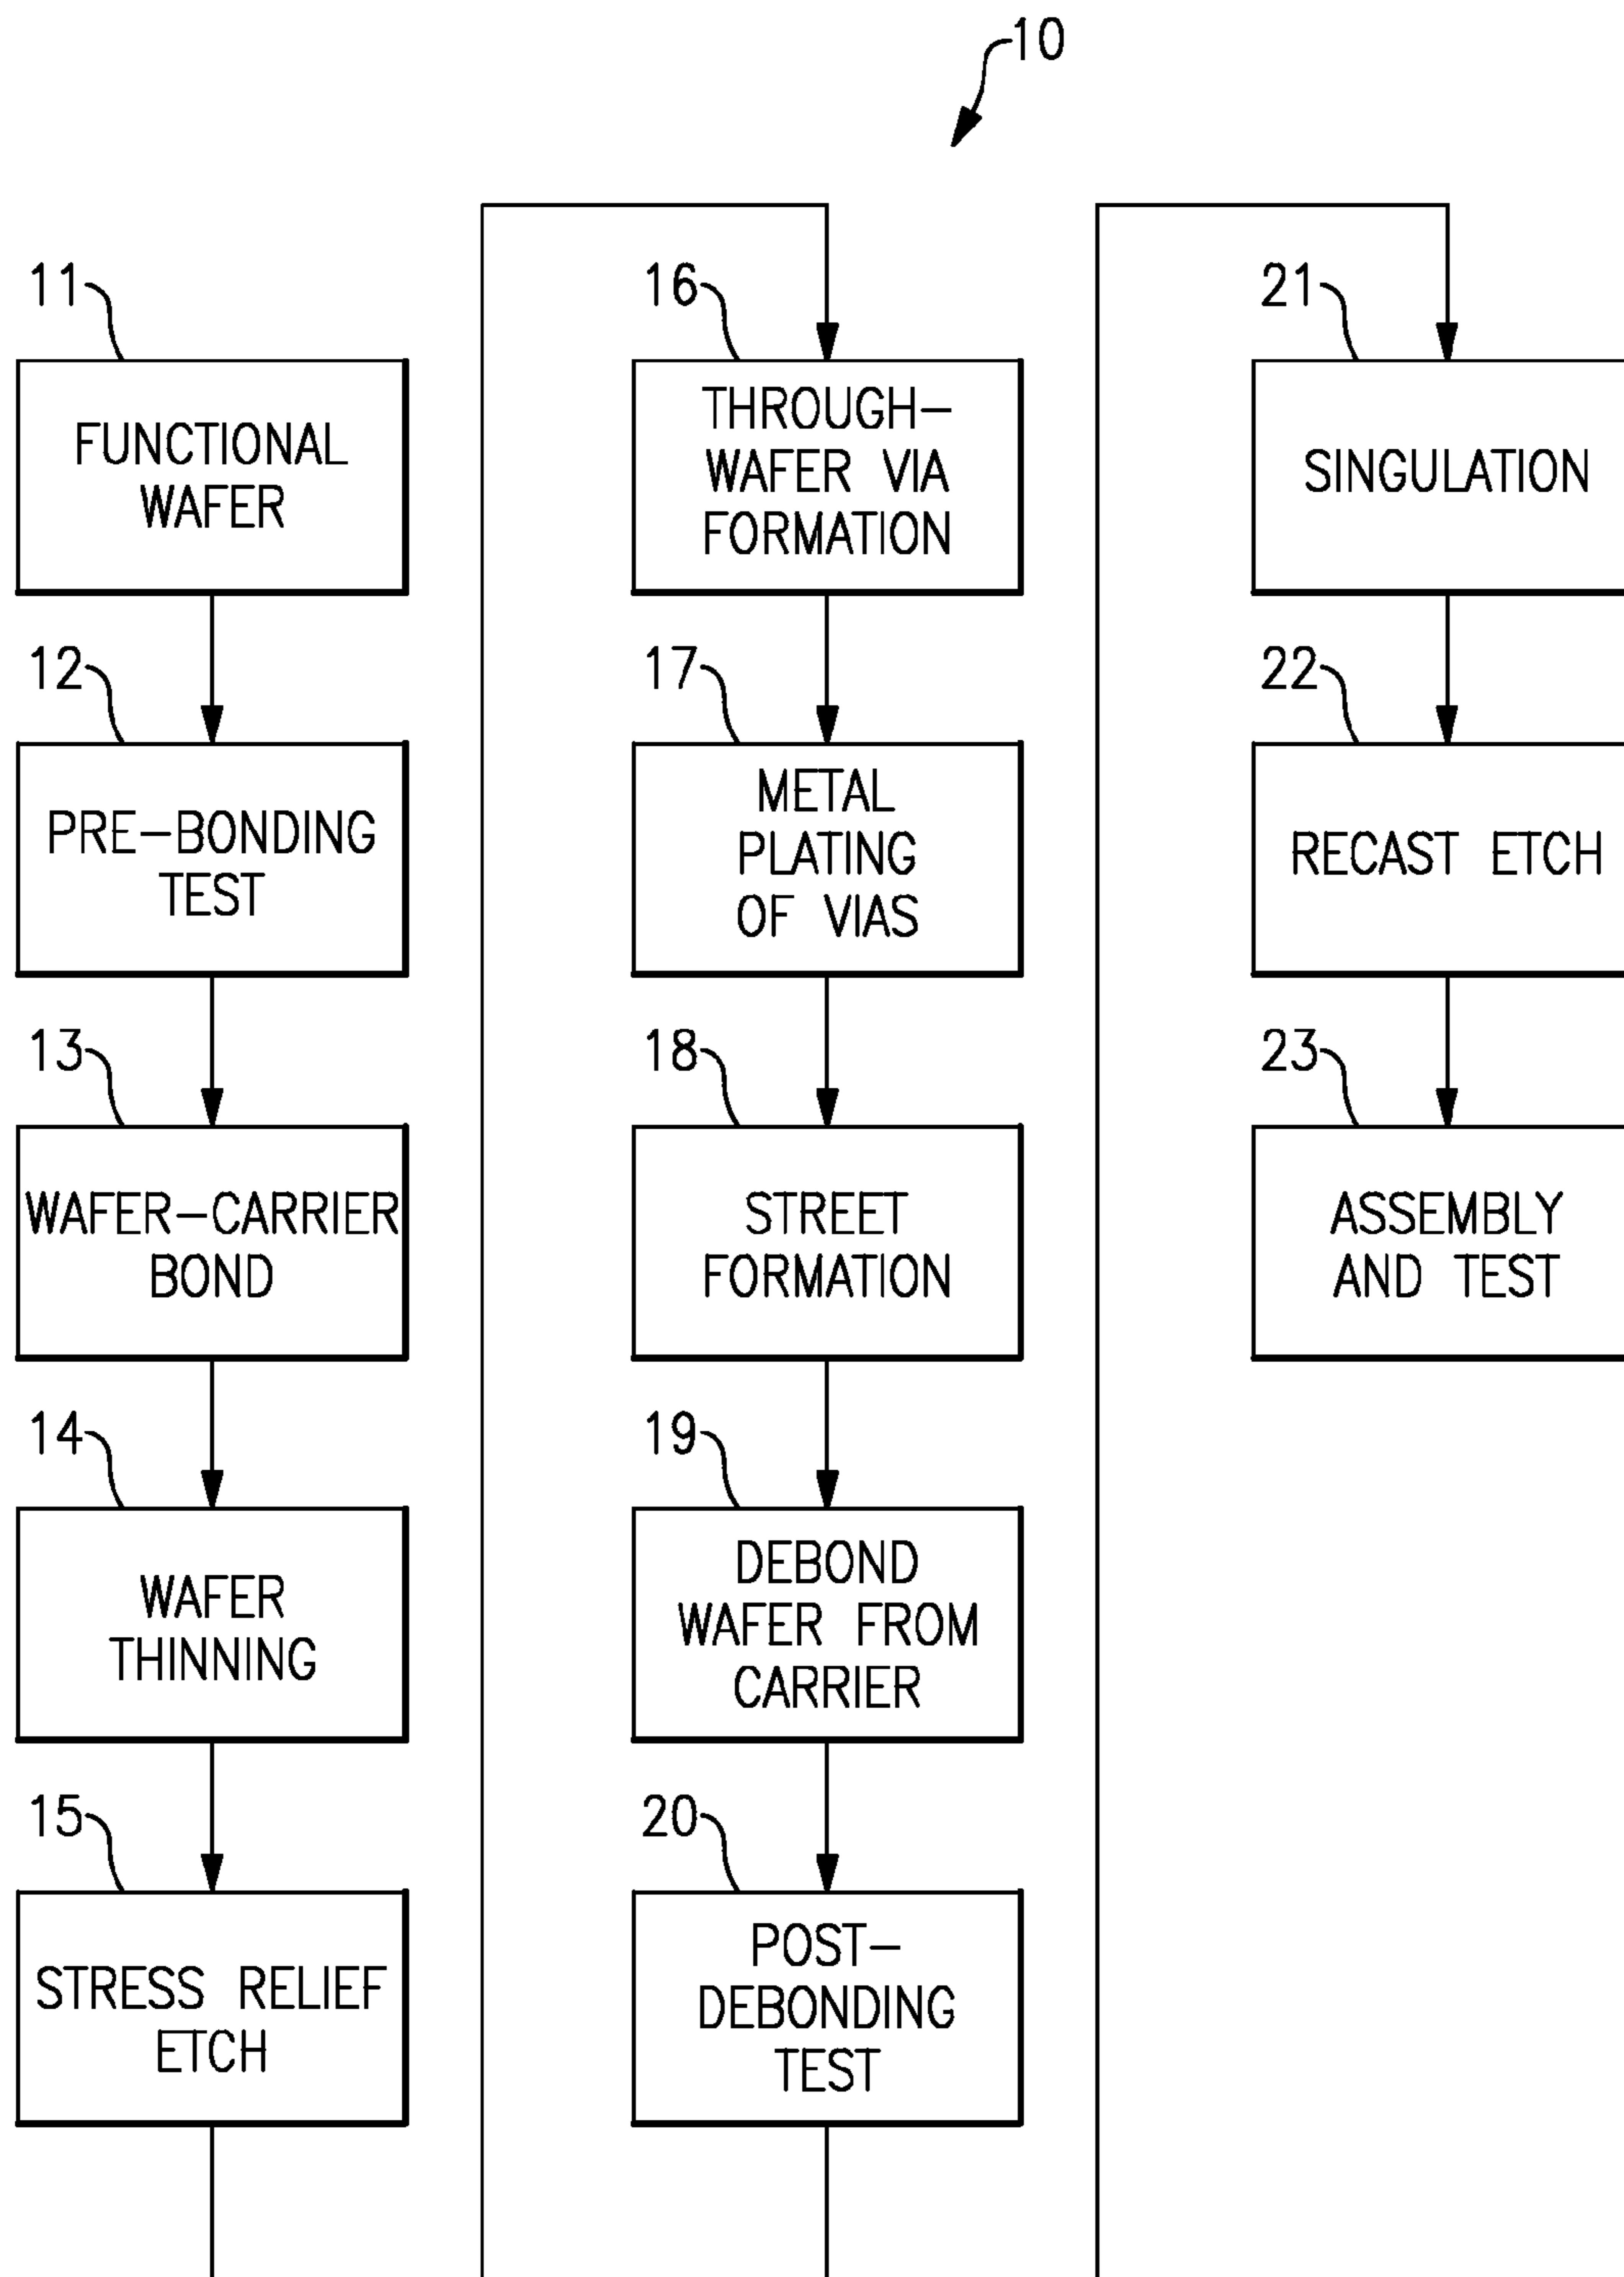 10
11
FUNCTIONAL
WAFER
12
PRE-BONDING
TEST
13
WAFER-CARRIER
BOND
14
WAFER
THINNING
15
STRESS RELIEF
ETCH
16
THROUGH-
WAFER VIA
FORMATION
17
METAL
PLATING
OF VIAS
18
STREET
FORMATION
19
DEBOND
WAFER FROM
CARRIER
20
POST-
DEBONDING
TEST
21
SINGULATION
22
RECAST ETCH
23
ASSEMBLY
AND TEST